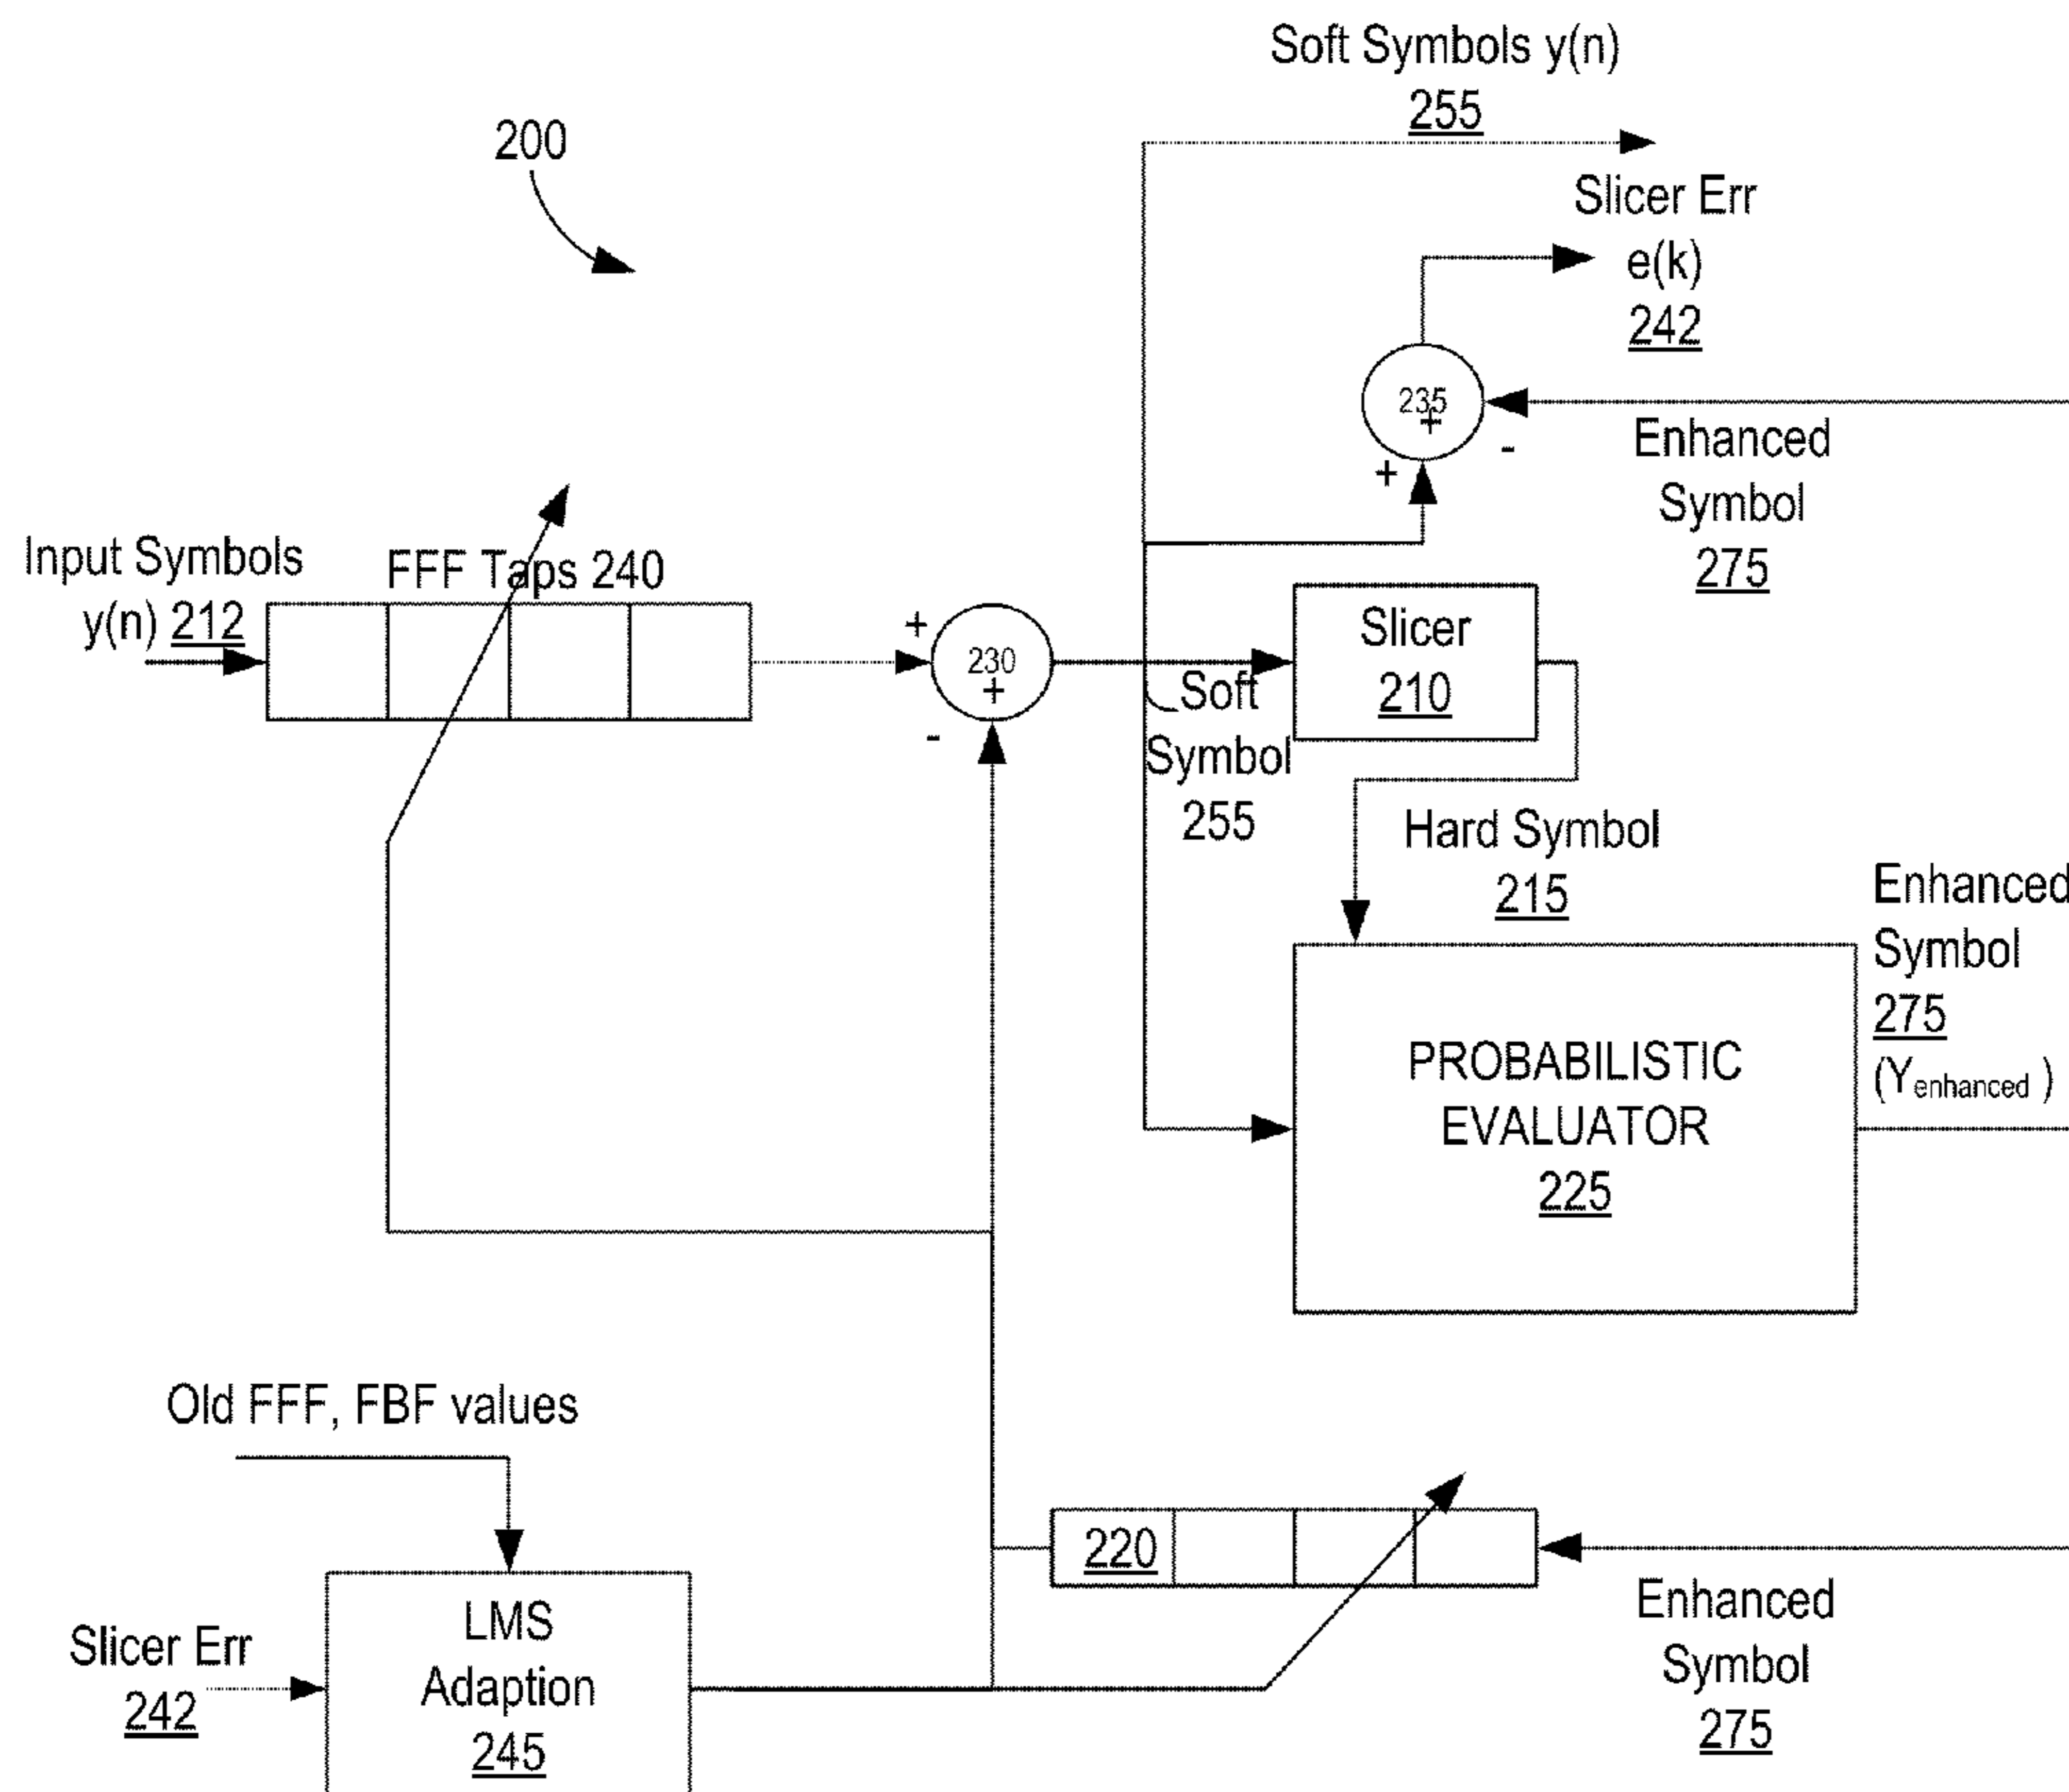 Soft Symbols y(n)
255
200
Slicer Err
e(k)
242
235
+
+
-
Enhanced
Symbol
275
Input Symbols
y(n) 212
FFF Taps 240
+
230
+
-
Soft
Symbol
255
Slicer
210
Hard Symbol
215
Enhanced
Symbol
275
(Yenhanced )
PROBABILISTIC
EVALUATOR
225
Old FFF, FBF values
220
Slicer Err
242
LMS
Adaption
245
Enhanced
Symbol
275